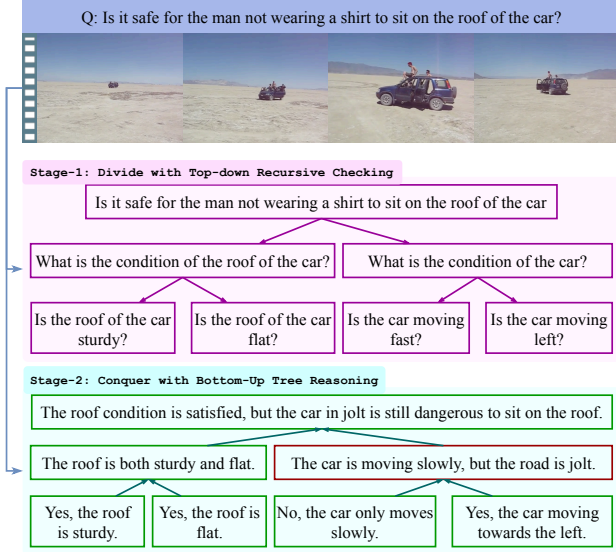 Q: Is it safe for the man not wearing a shirt to sit on the roof of the car?
Stage-1: Divide with Top-down Recursive Checking
Is it safe for the man not wearing a shirt to sit on the roof of the car
What is the condition of the roof of the car?
What is the condition of the car?
Is the roof of the car
sturdy?
Is the roof of the car
flat?
Is the car moving
fast?
Is the car moving
left?
Stage-2: Conquer with Bottom-Up Tree Reasoning
The roof condition is satisfied, but the car in jolt is still dangerous to sit on the roof.
The roof is both sturdy and flat.
The car is moving slowly, but the road is jolt.
Yes, the roof
is sturdy.
Yes, the roof is
flat.
No, the car only moves
slowly.
Yes, the car moving
towards the left.